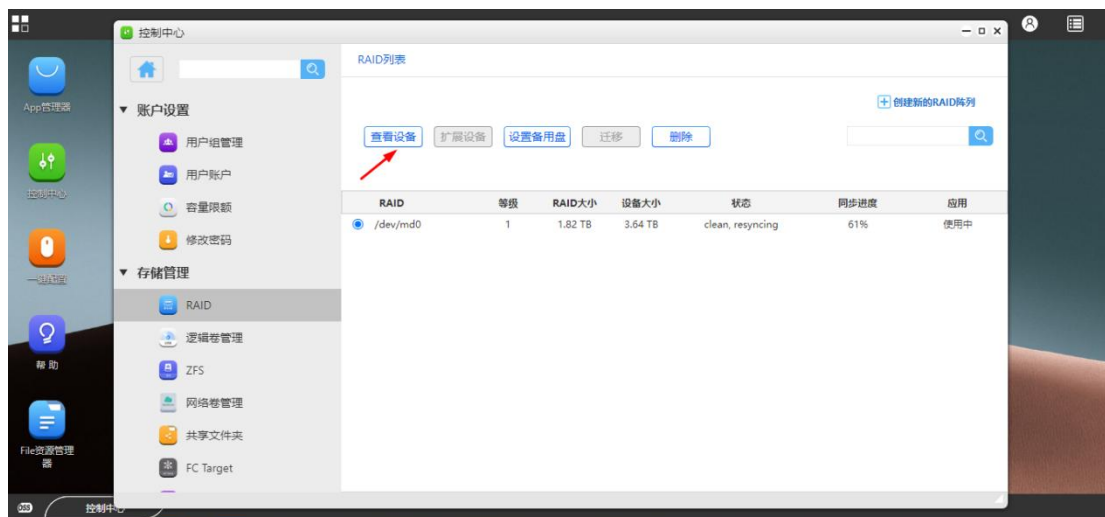 控制中心
RAID列表
App管理器
账户设置
创建新的RAID阵列
用户组管理
查看设备 扩展设备 设置备用盘 迁移 删除
用户账户
控制中心
容量限额
RAID 等级 RAID大小 设备大小 状态 同步进度 应用
/dev/md0 1 1.82 TB 3.64 TB clean, resyncing 61% 使用中
修改密码
存储管理
RAID
逻辑卷管理
帮助
ZFS
网络卷管理
共享文件夹
File资源管理
器
FC Target
控制中心